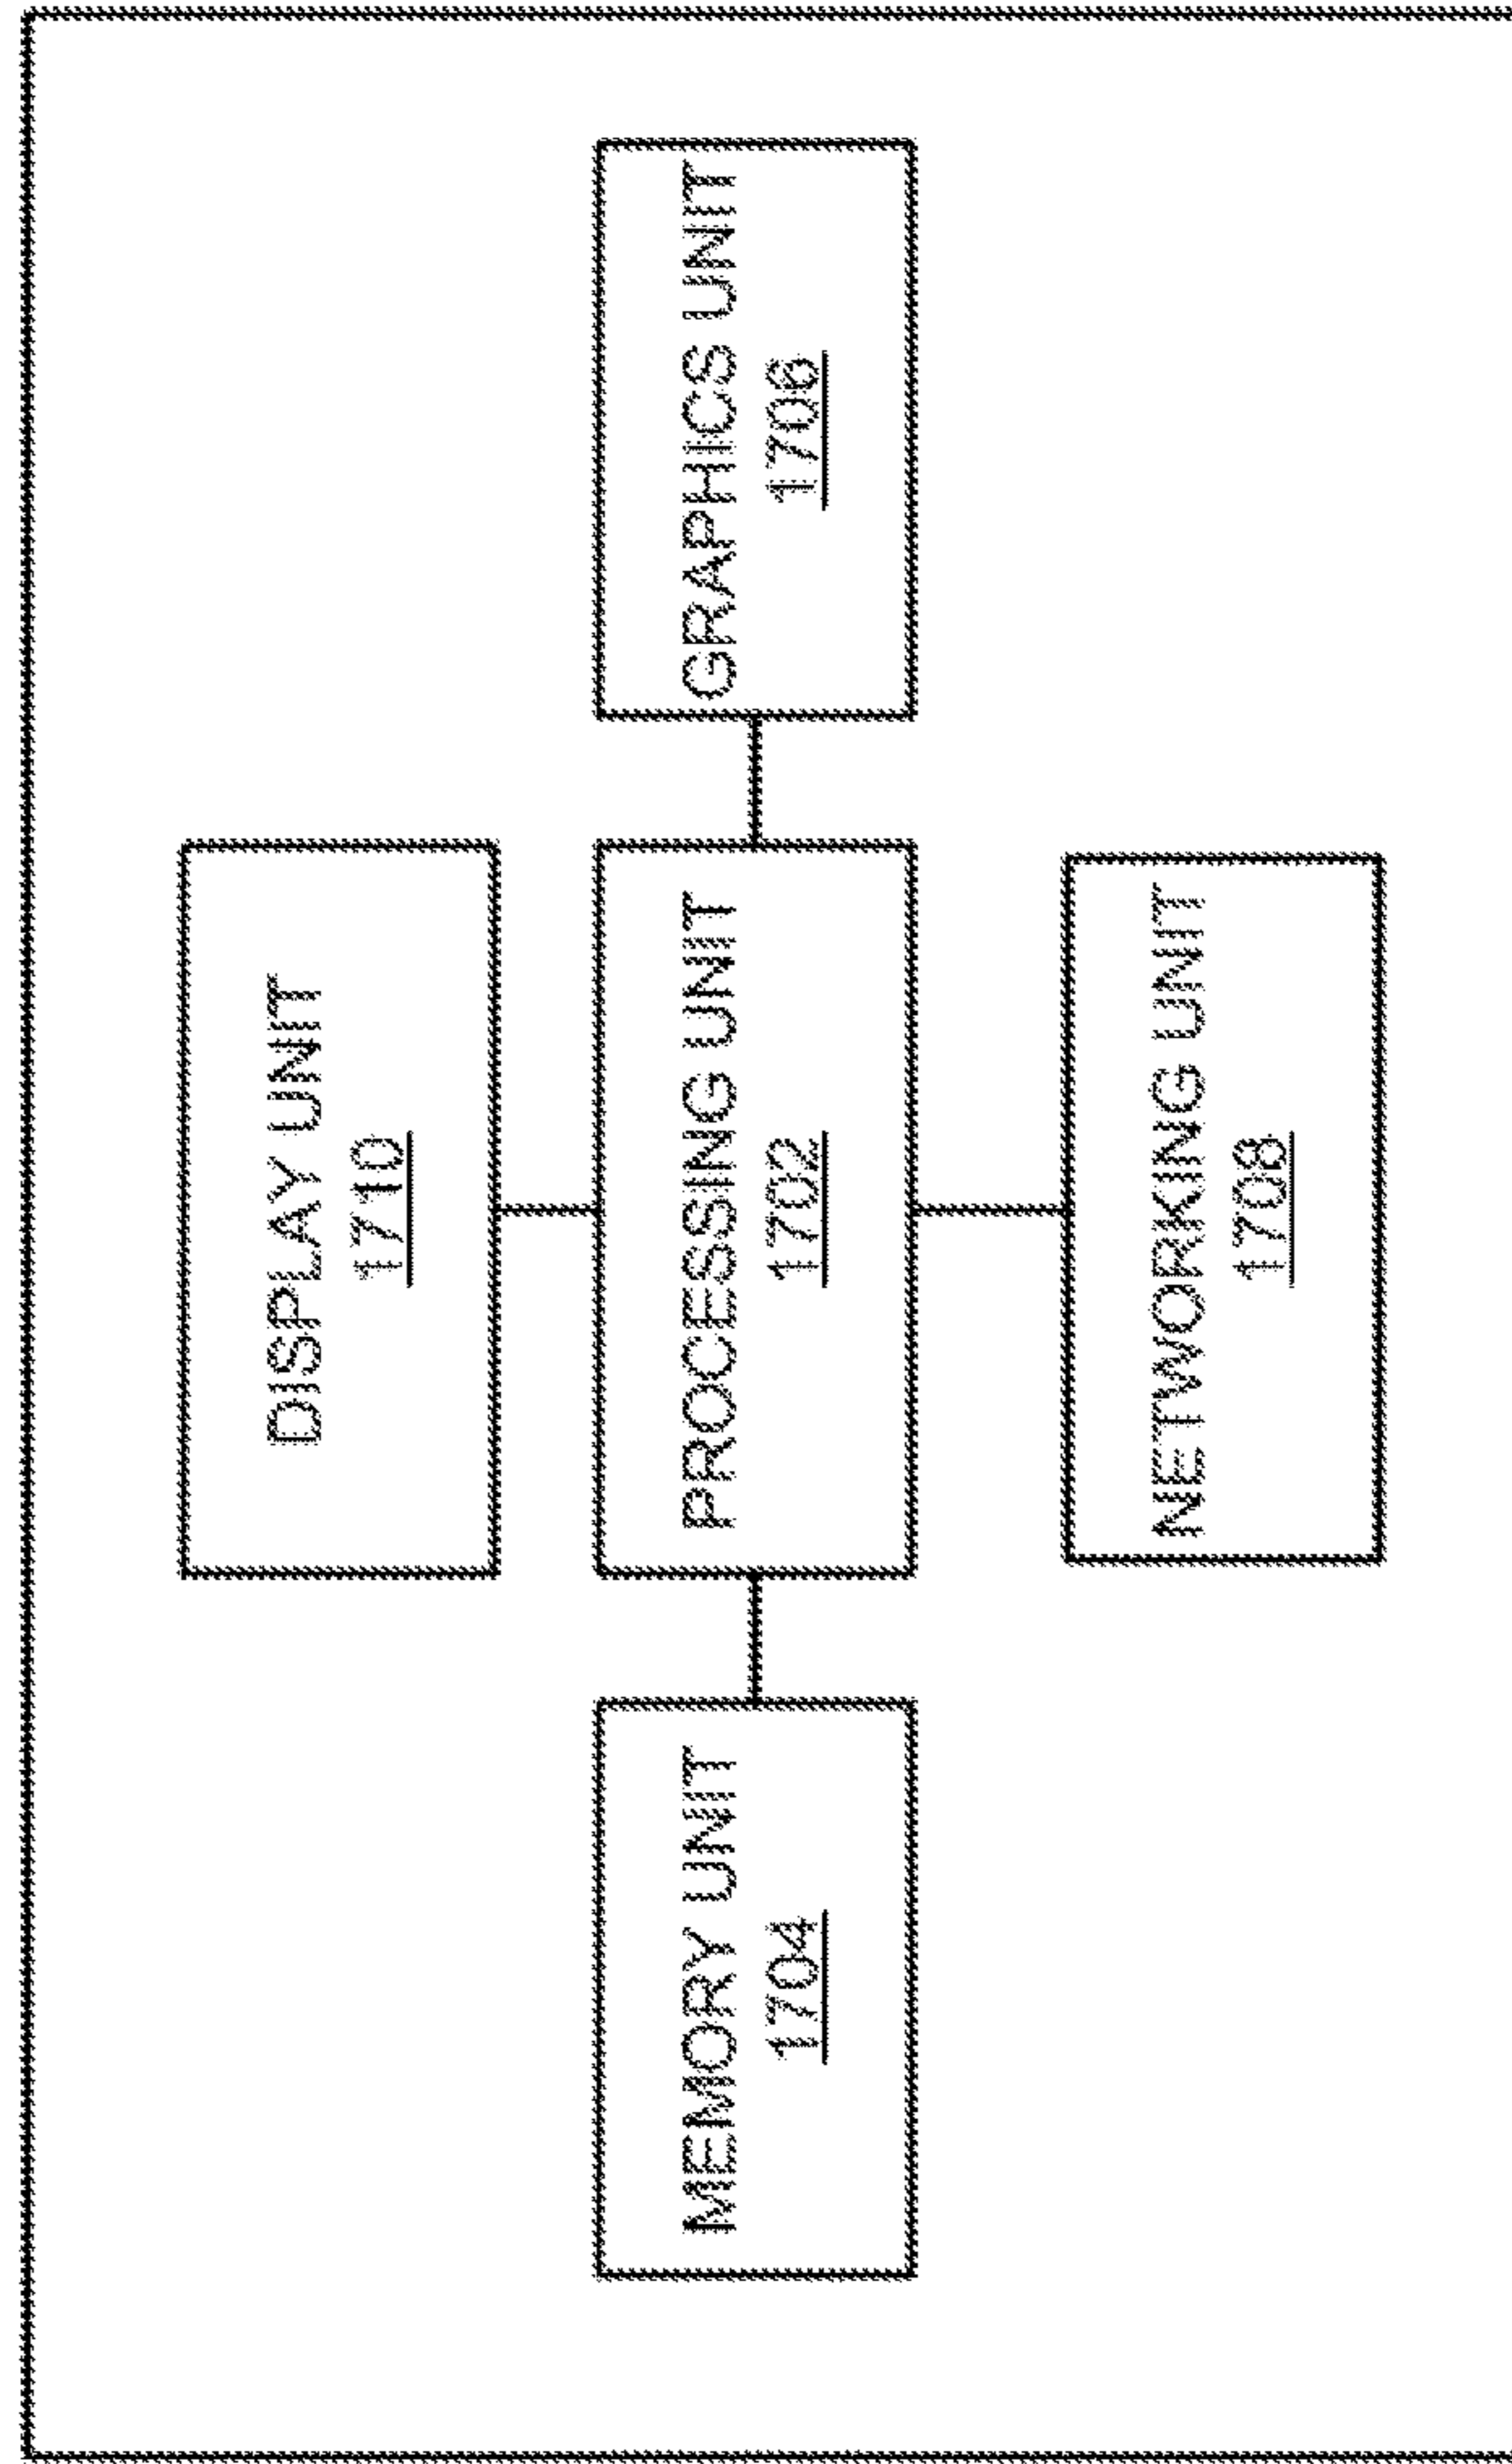 DISPLAY UNIT
1710
MEMORY UNIT
1704
PROCESSING UNIT
1702
GRAPHICS UNIT
1706
NETWORKING UNIT
1708